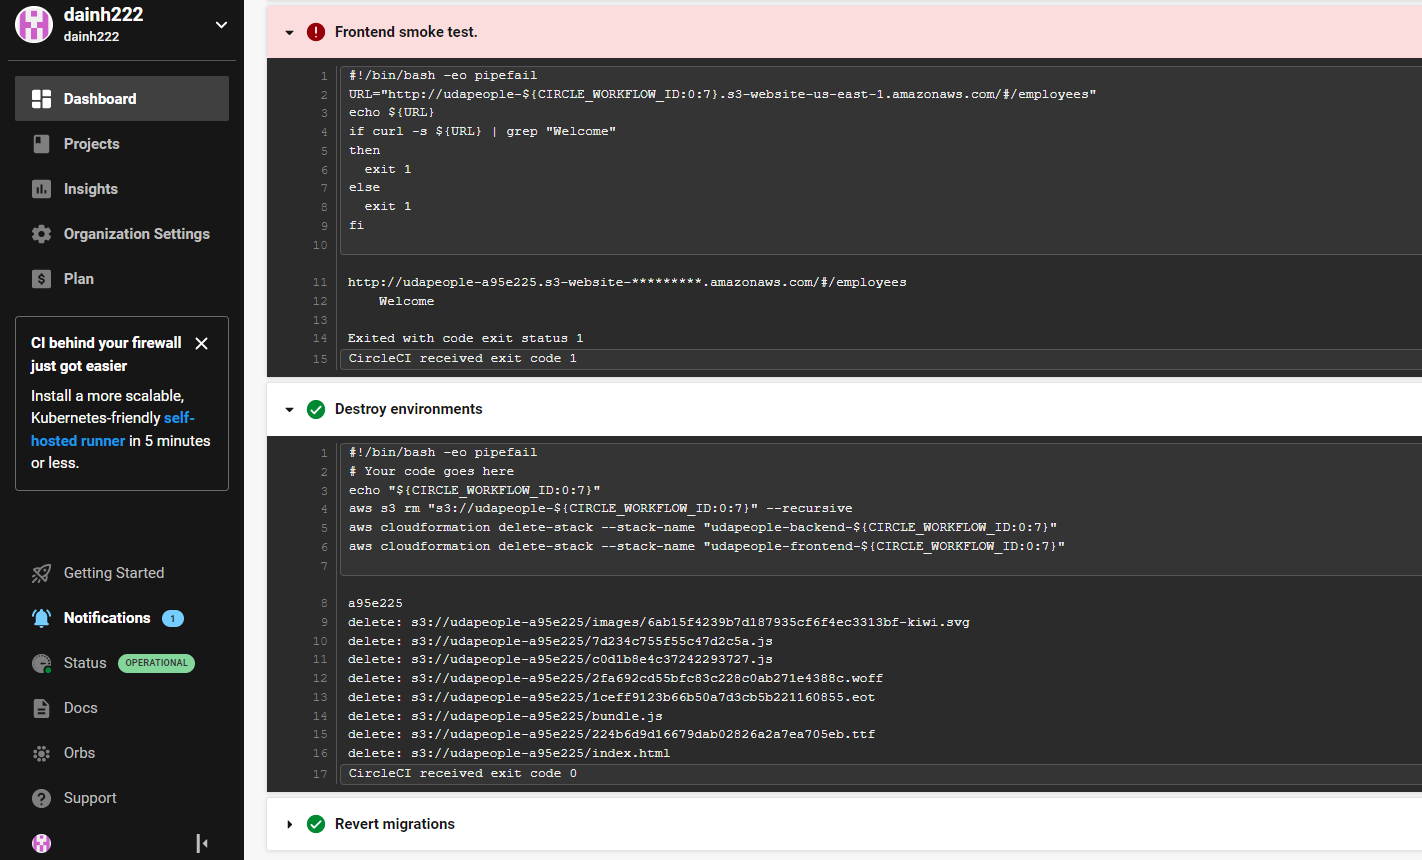 dainh222
dainh222
Dashboard
Projects
Insights
Organization Settings
Plan
CI behind your firewall
just got easier
Install a more scalable,
Kubernetes-friendly self-
hosted runner in 5 minutes
or less.
Getting Started
Notifications 1
Status OPERATIONAL
Docs
Orbs
Support
Frontend smoke test.
1 #!/bin/bash -eo pipefail
2 URL="http://udapeople-${CIRCLE_WORKFLOW_ID:0:7}.s3-website-us-east-1.amazonaws.com/#/employees"
3 echo ${URL}
4 if curl -s ${URL} | grep "Welcome"
5 then
6 exit 1
7 else
8 exit 1
9 fi
10
11 http://udapeople-a95e225.s3-website-*********.amazonaws.com/#/employees
12 Welcome
13
14 Exited with code exit status 1
15 CircleCI received exit code 1
Destroy environments
1 #!/bin/bash -eo pipefail
2 # Your code goes here
3 echo "${CIRCLE_WORKFLOW_ID:0:7}"
4 aws s3 rm "s3://udapeople-${CIRCLE_WORKFLOW_ID:0:7}" --recursive
5 aws cloudformation delete-stack --stack-name "udapeople-backend-${CIRCLE_WORKFLOW_ID:0:7}"
6 aws cloudformation delete-stack --stack-name "udapeople-frontend-${CIRCLE_WORKFLOW_ID:0:7}"
7
8 a95e225
9 delete: s3://udapeople-a95e225/images/6ab15f4239b7d187935cf6f4ec3313bf-kiwi.svg
10 delete: s3://udapeople-a95e225/7d234c755f55c47d2c5a.js
11 delete: s3://udapeople-a95e225/c0d1b8e4c37242293727.js
12 delete: s3://udapeople-a95e225/2fa692cd55bfc83c228c0ab271e4388c.woff
13 delete: s3://udapeople-a95e225/1ceff9123b66b50a7d3cb5b221160855.eot
14 delete: s3://udapeople-a95e225/bundle.js
15 delete: s3://udapeople-a95e225/224b6d9d16679dab02826a2a7ea705eb.ttf
16 delete: s3://udapeople-a95e225/index.html
17 CircleCI received exit code 0
Revert migrations